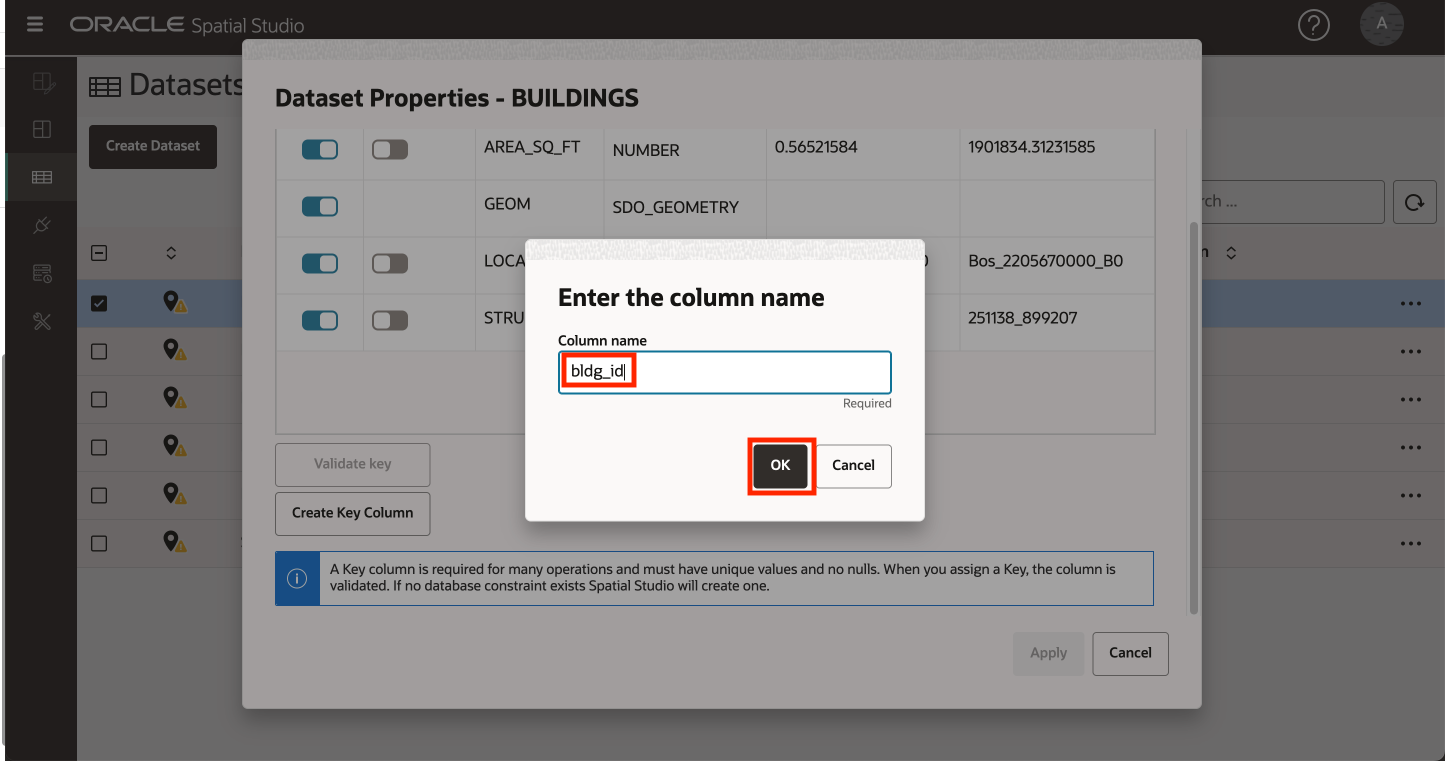 ORACLE Spatial Studio
?
A
Datasets
Create Dataset
Dataset Properties - BUILDINGS
AREA_SQ_FT NUMBER 0.56521584 1901834.31231585
GEOM SDO_GEOMETRY
LOCA Bos_2205670000_B0
STRU 251138_899207
Enter the column name
Column name
bldg_id
Required
OK Cancel
Validate key
Create Key Column
A Key column is required for many operations and must have unique values and no nulls. When you assign a Key, the column is
validated. If no database constraint exists Spatial Studio will create one.
Apply Cancel
rch ...
n